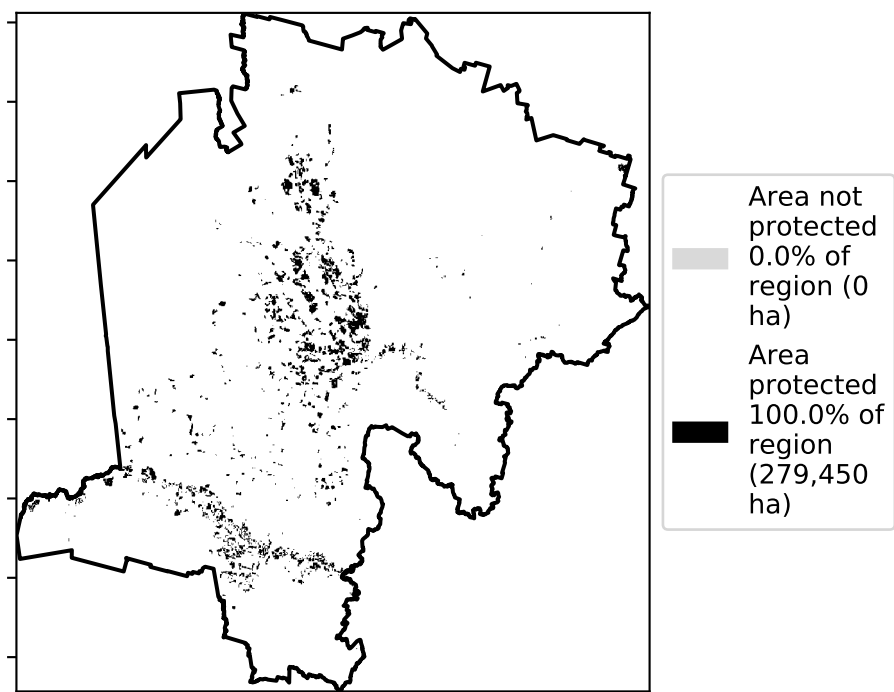 Area not
protected
0.0% of
region (0
ha)
Area
protected
100.0% of
region
(279,450
ha)